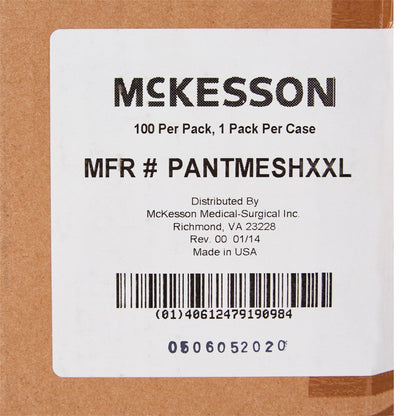 McKESSON
100 Per Pack, 1 Pack Per Case
MFR # PANTMESHXXL
Distributed By
McKesson Medical-Surgical Inc.
Richmond, VA 23228
Rev. 00 01/14
Made in USA
(01)40612479190984
0506052020